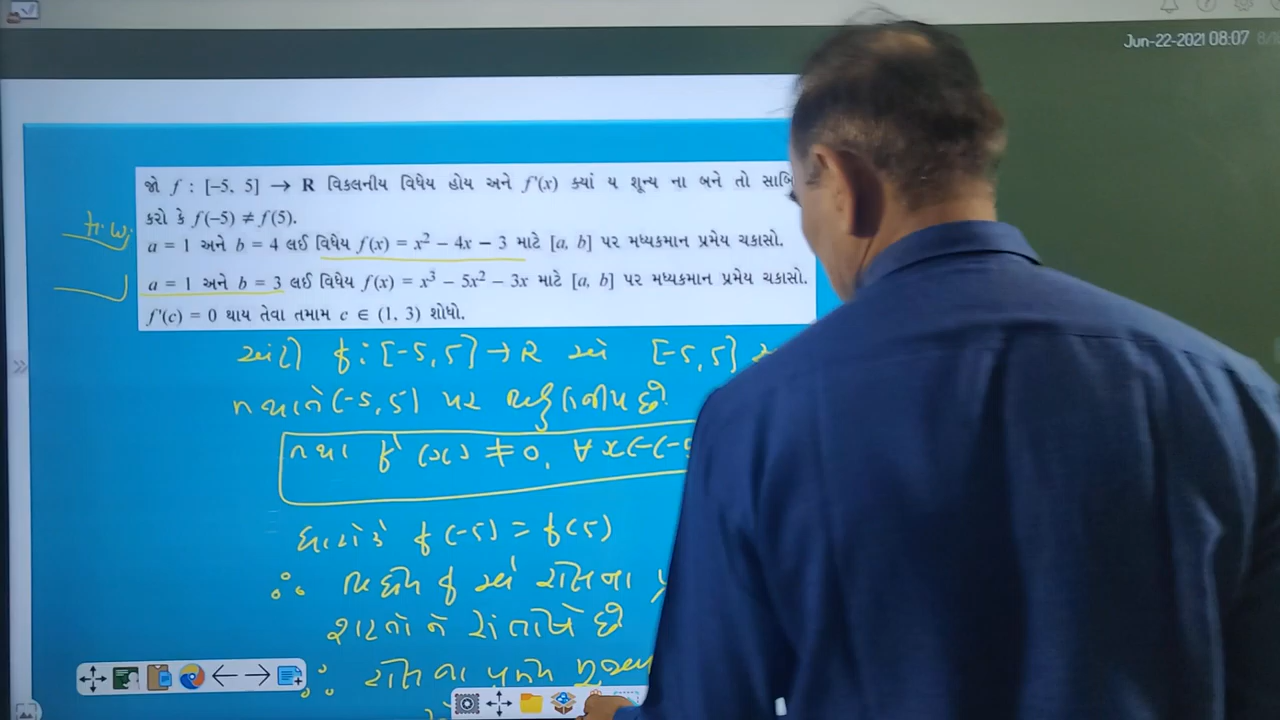 Jun-22-2021 08:07 8/
જો f : [−5, 5] → R વિકલનીય વિધેય હોય અને f′(x) ક્યાં ય શૂન્ય ના બને તો
કરો કે f(−5) ≠ f(5).
H.W.
a = 1 અને b = 4 લઈ વિધેય f(x) = x² − 4x − 3 માટે [a, b] પર મધ્યકમાન પ્રમેય ચકાસો.
a = 1 અને b = 3 લઈ વિધેય f(x) = x³ − 5x² − 3x માટે [a, b] પર મધ્યકમાન પ્રમેય ચકાસો.
f′(c) = 0 થાય તેવા તમામ c ∈ (1, 3) શોધો.
f : [-5, 5] → R એ [-5, 5]
(-5, 5) પર છે
તથા f'(x) ≠ 0, ∀ x ∈ (-5
ધારોકે f(-5) = f(5)
∴ વિધેય f એ રોલના
શરતોને સંતોષે છે
∴ રોલના પ્રમેય મુજબ